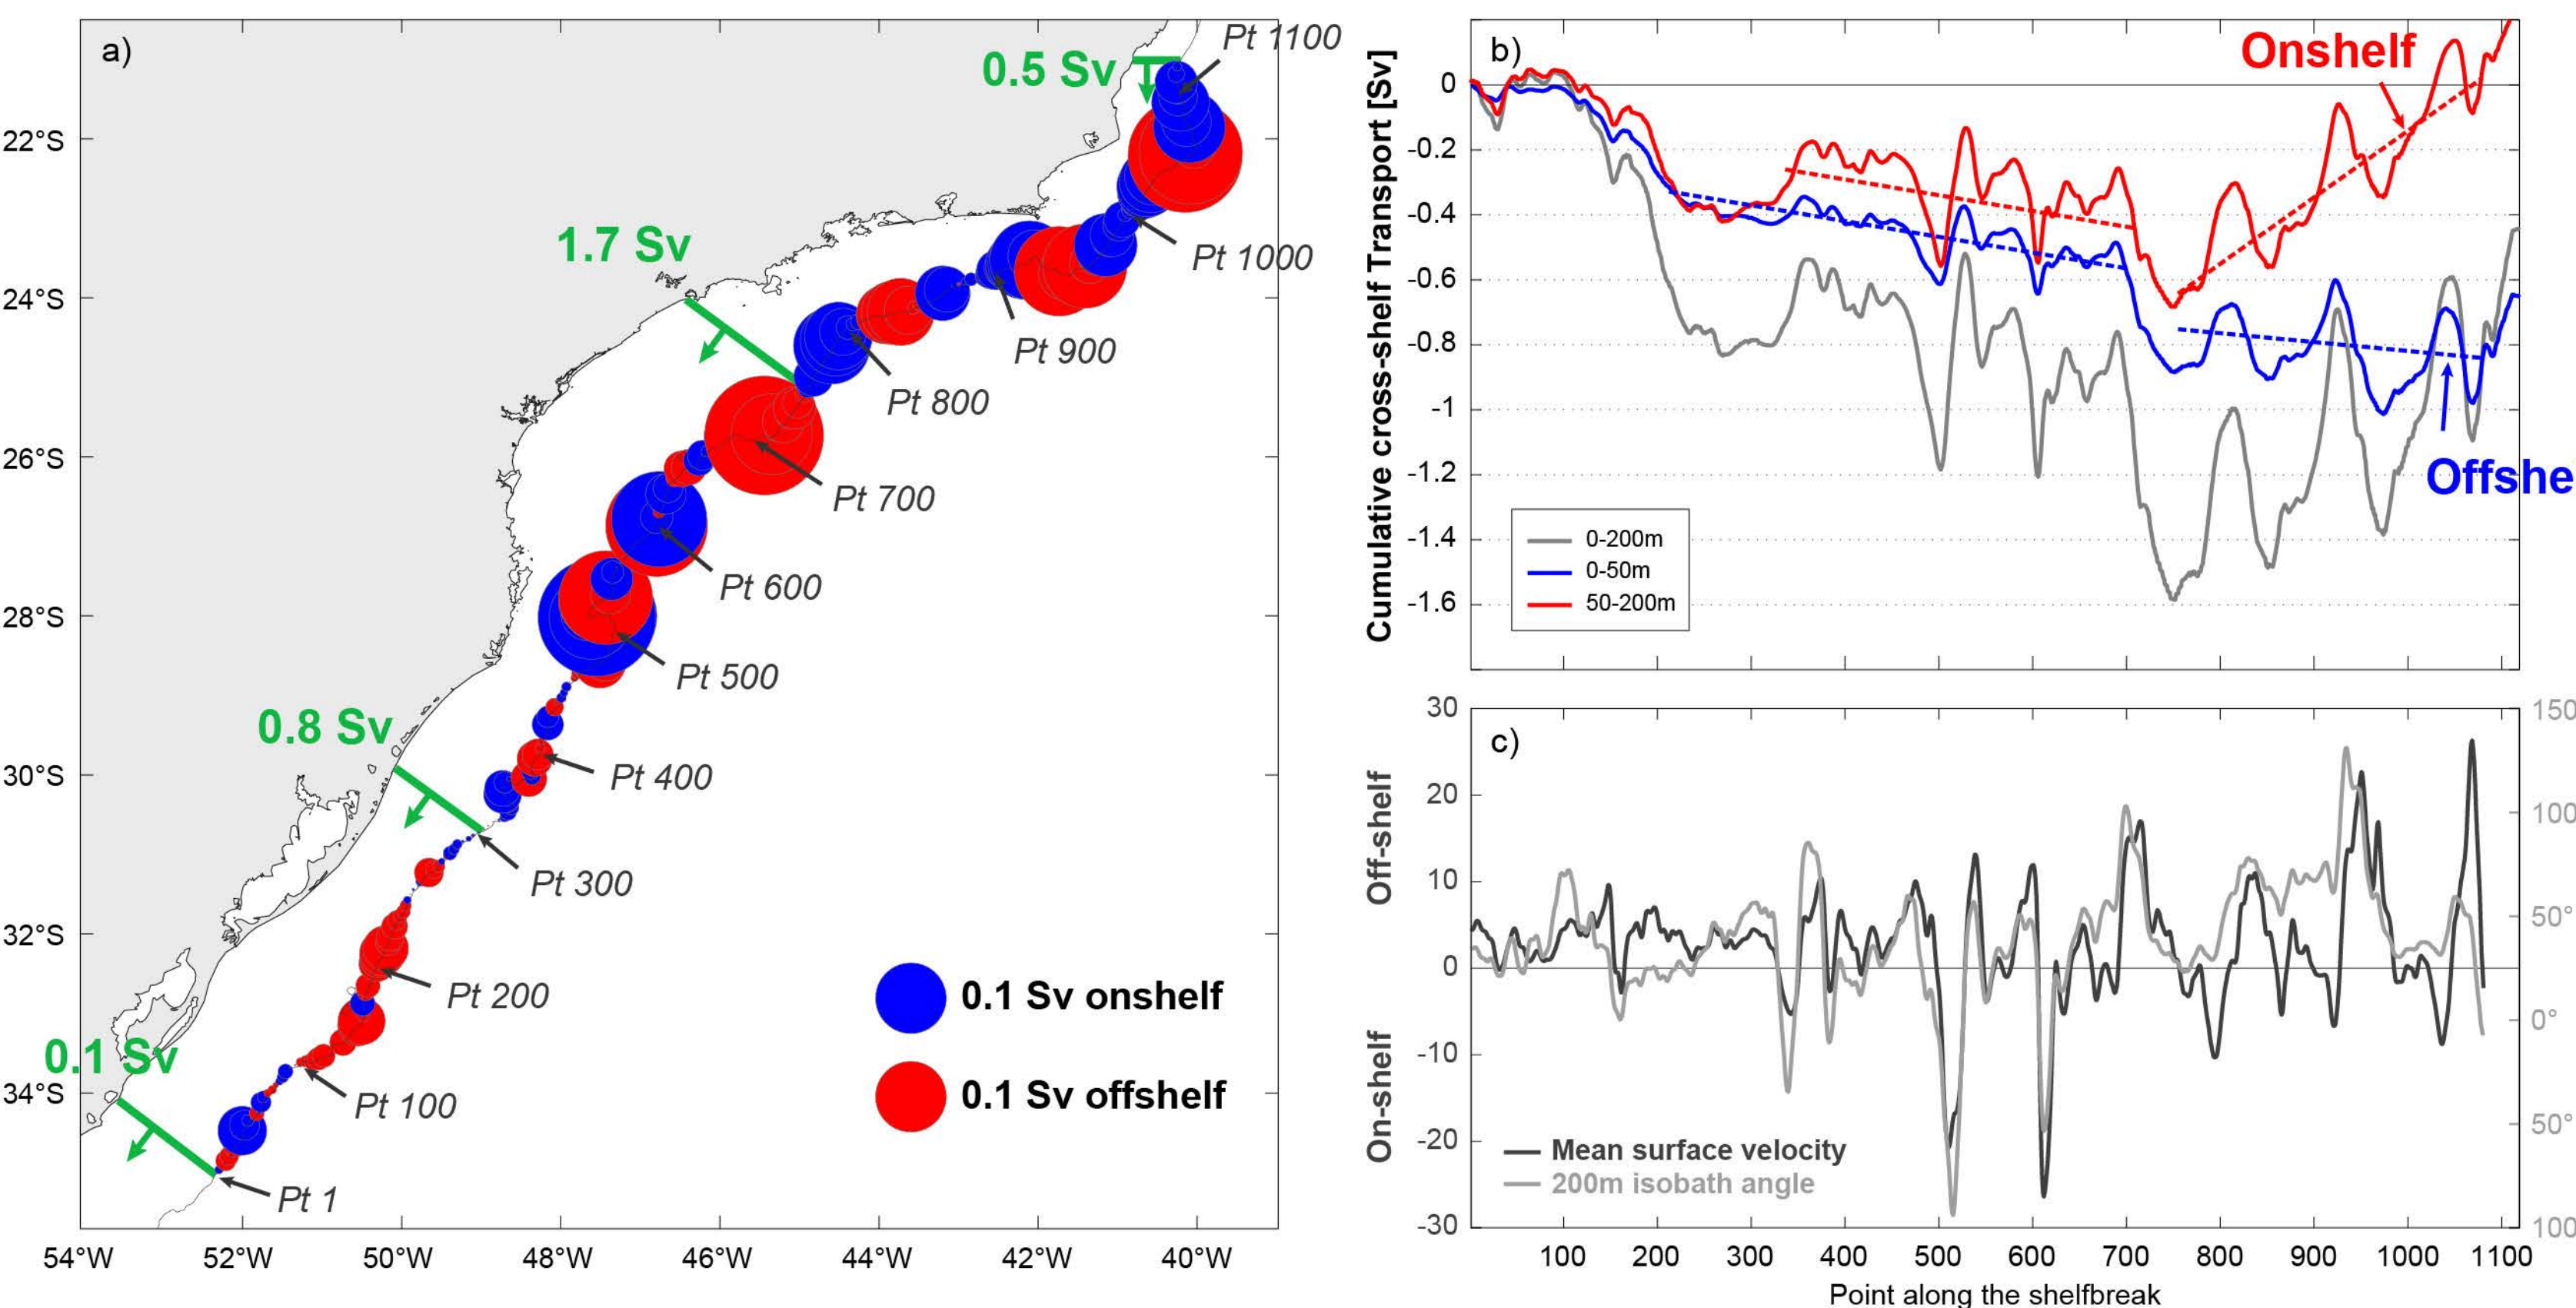 a)
0.5 Sv
Pt 1100
22°S
1.7 Sv
Pt 1000
24°S
Pt 900
Pt 800
26°S
Pt 700
Pt 600
28°S
Pt 500
0.8 Sv
30°S
Pt 400
Pt 300
32°S
Pt 200
0.1 Sv onshelf
0.1 Sv
34°S
Pt 100
0.1 Sv offshelf
Pt 1
54°W 52°W 50°W 48°W 46°W 44°W 42°W 40°W
b)
Cumulative cross-shelf Transport [Sv]
Onshelf
0
-0.2
-0.4
-0.6
-0.8
-1
-1.2
-1.4
-1.6
Offshe
0-200m
0-50m
50-200m
c)
Off-shelf
On-shelf
30
20
10
0
-10
-20
-30
150
100
50°
0°
50°
100
Mean surface velocity
200m isobath angle
100 200 300 400 500 600 700 800 900 1000 1100
Point along the shelfbreak